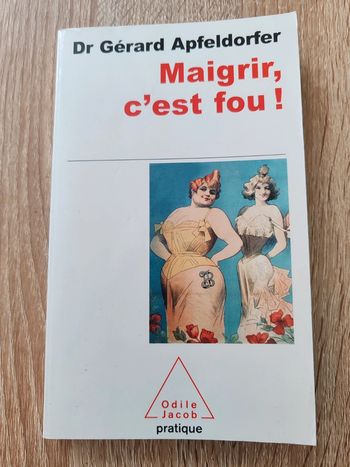 Dr Gérard Apfeldorfer
Maigrir,
c'est fou !
Odile
Jacob
pratique